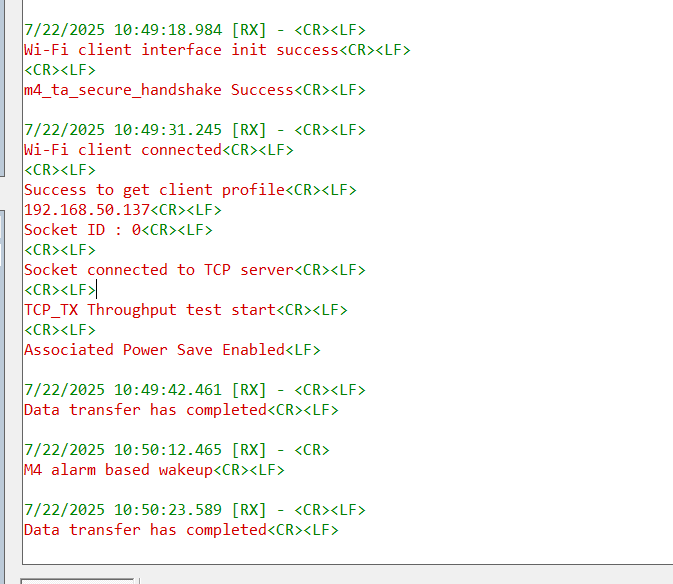 7/22/2025 10:49:18.984 [RX] - <CR><LF>
Wi-Fi client interface init success<CR><LF>
<CR><LF>
m4_ta_secure_handshake Success<CR><LF>
7/22/2025 10:49:31.245 [RX] - <CR><LF>
Wi-Fi client connected<CR><LF>
<CR><LF>
Success to get client profile<CR><LF>
192.168.50.137<CR><LF>
Socket ID : 0<CR><LF>
<CR><LF>
Socket connected to TCP server<CR><LF>
<CR><LF>
TCP_TX Throughput test start<CR><LF>
<CR><LF>
Associated Power Save Enabled<LF>
7/22/2025 10:49:42.461 [RX] - <CR><LF>
Data transfer has completed<CR><LF>
7/22/2025 10:50:12.465 [RX] - <CR>
M4 alarm based wakeup<CR><LF>
7/22/2025 10:50:23.589 [RX] - <CR><LF>
Data transfer has completed<CR><LF>